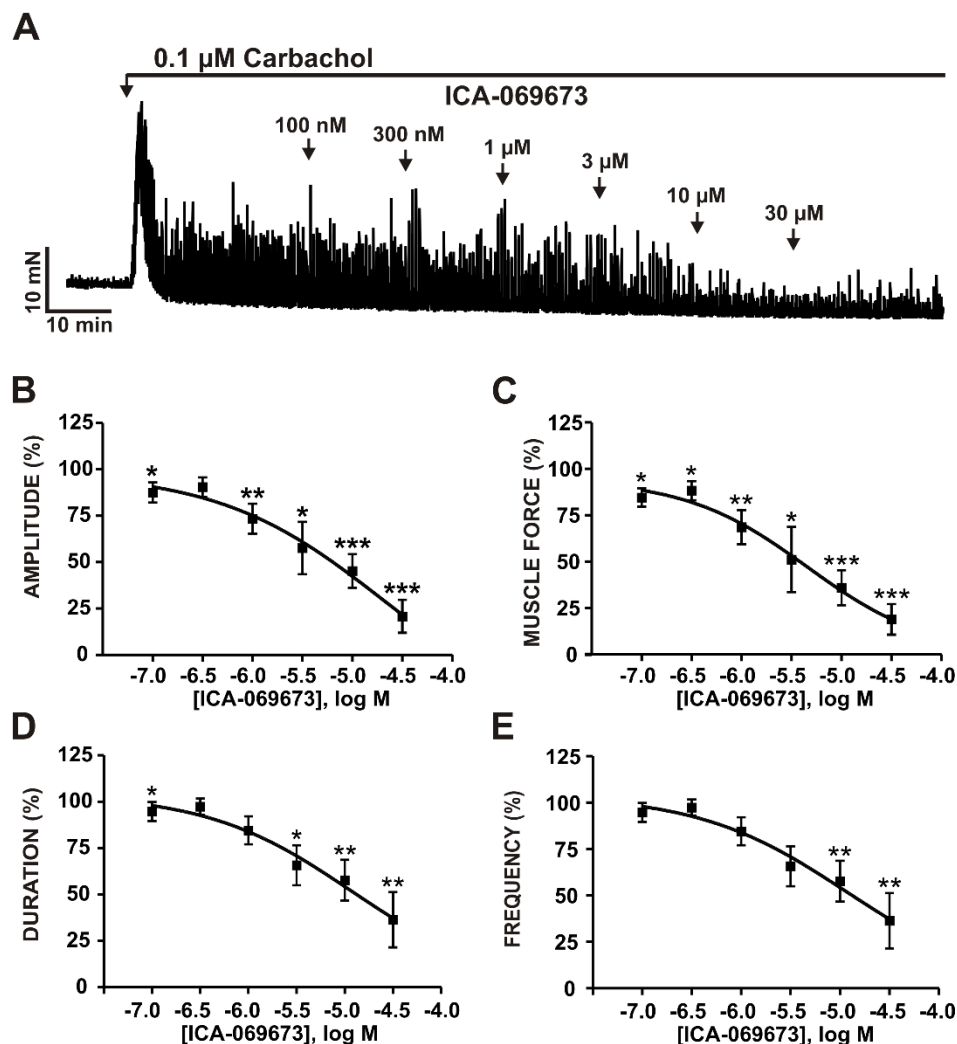 A
0.1 µM Carbachol
ICA-069673
100 nM
300 nM
1 µM
3 µM
10 µM
30 µM
10 mN
10 min
B
AMPLITUDE (%)
125
100
75
50
25
0
* ** * *** ***
-7.0 -6.5 -6.0 -5.5 -5.0 -4.5 -4.0
[ICA-069673], log M
C
MUSCLE FORCE (%)
125
100
75
50
25
0
* * ** * *** ***
-7.0 -6.5 -6.0 -5.5 -5.0 -4.5 -4.0
[ICA-069673], log M
D
DURATION (%)
125
100
75
50
25
0
* * ** **
-7.0 -6.5 -6.0 -5.5 -5.0 -4.5 -4.0
[ICA-069673], log M
E
FREQUENCY (%)
125
100
75
50
25
0
** **
-7.0 -6.5 -6.0 -5.5 -5.0 -4.5 -4.0
[ICA-069673], log M